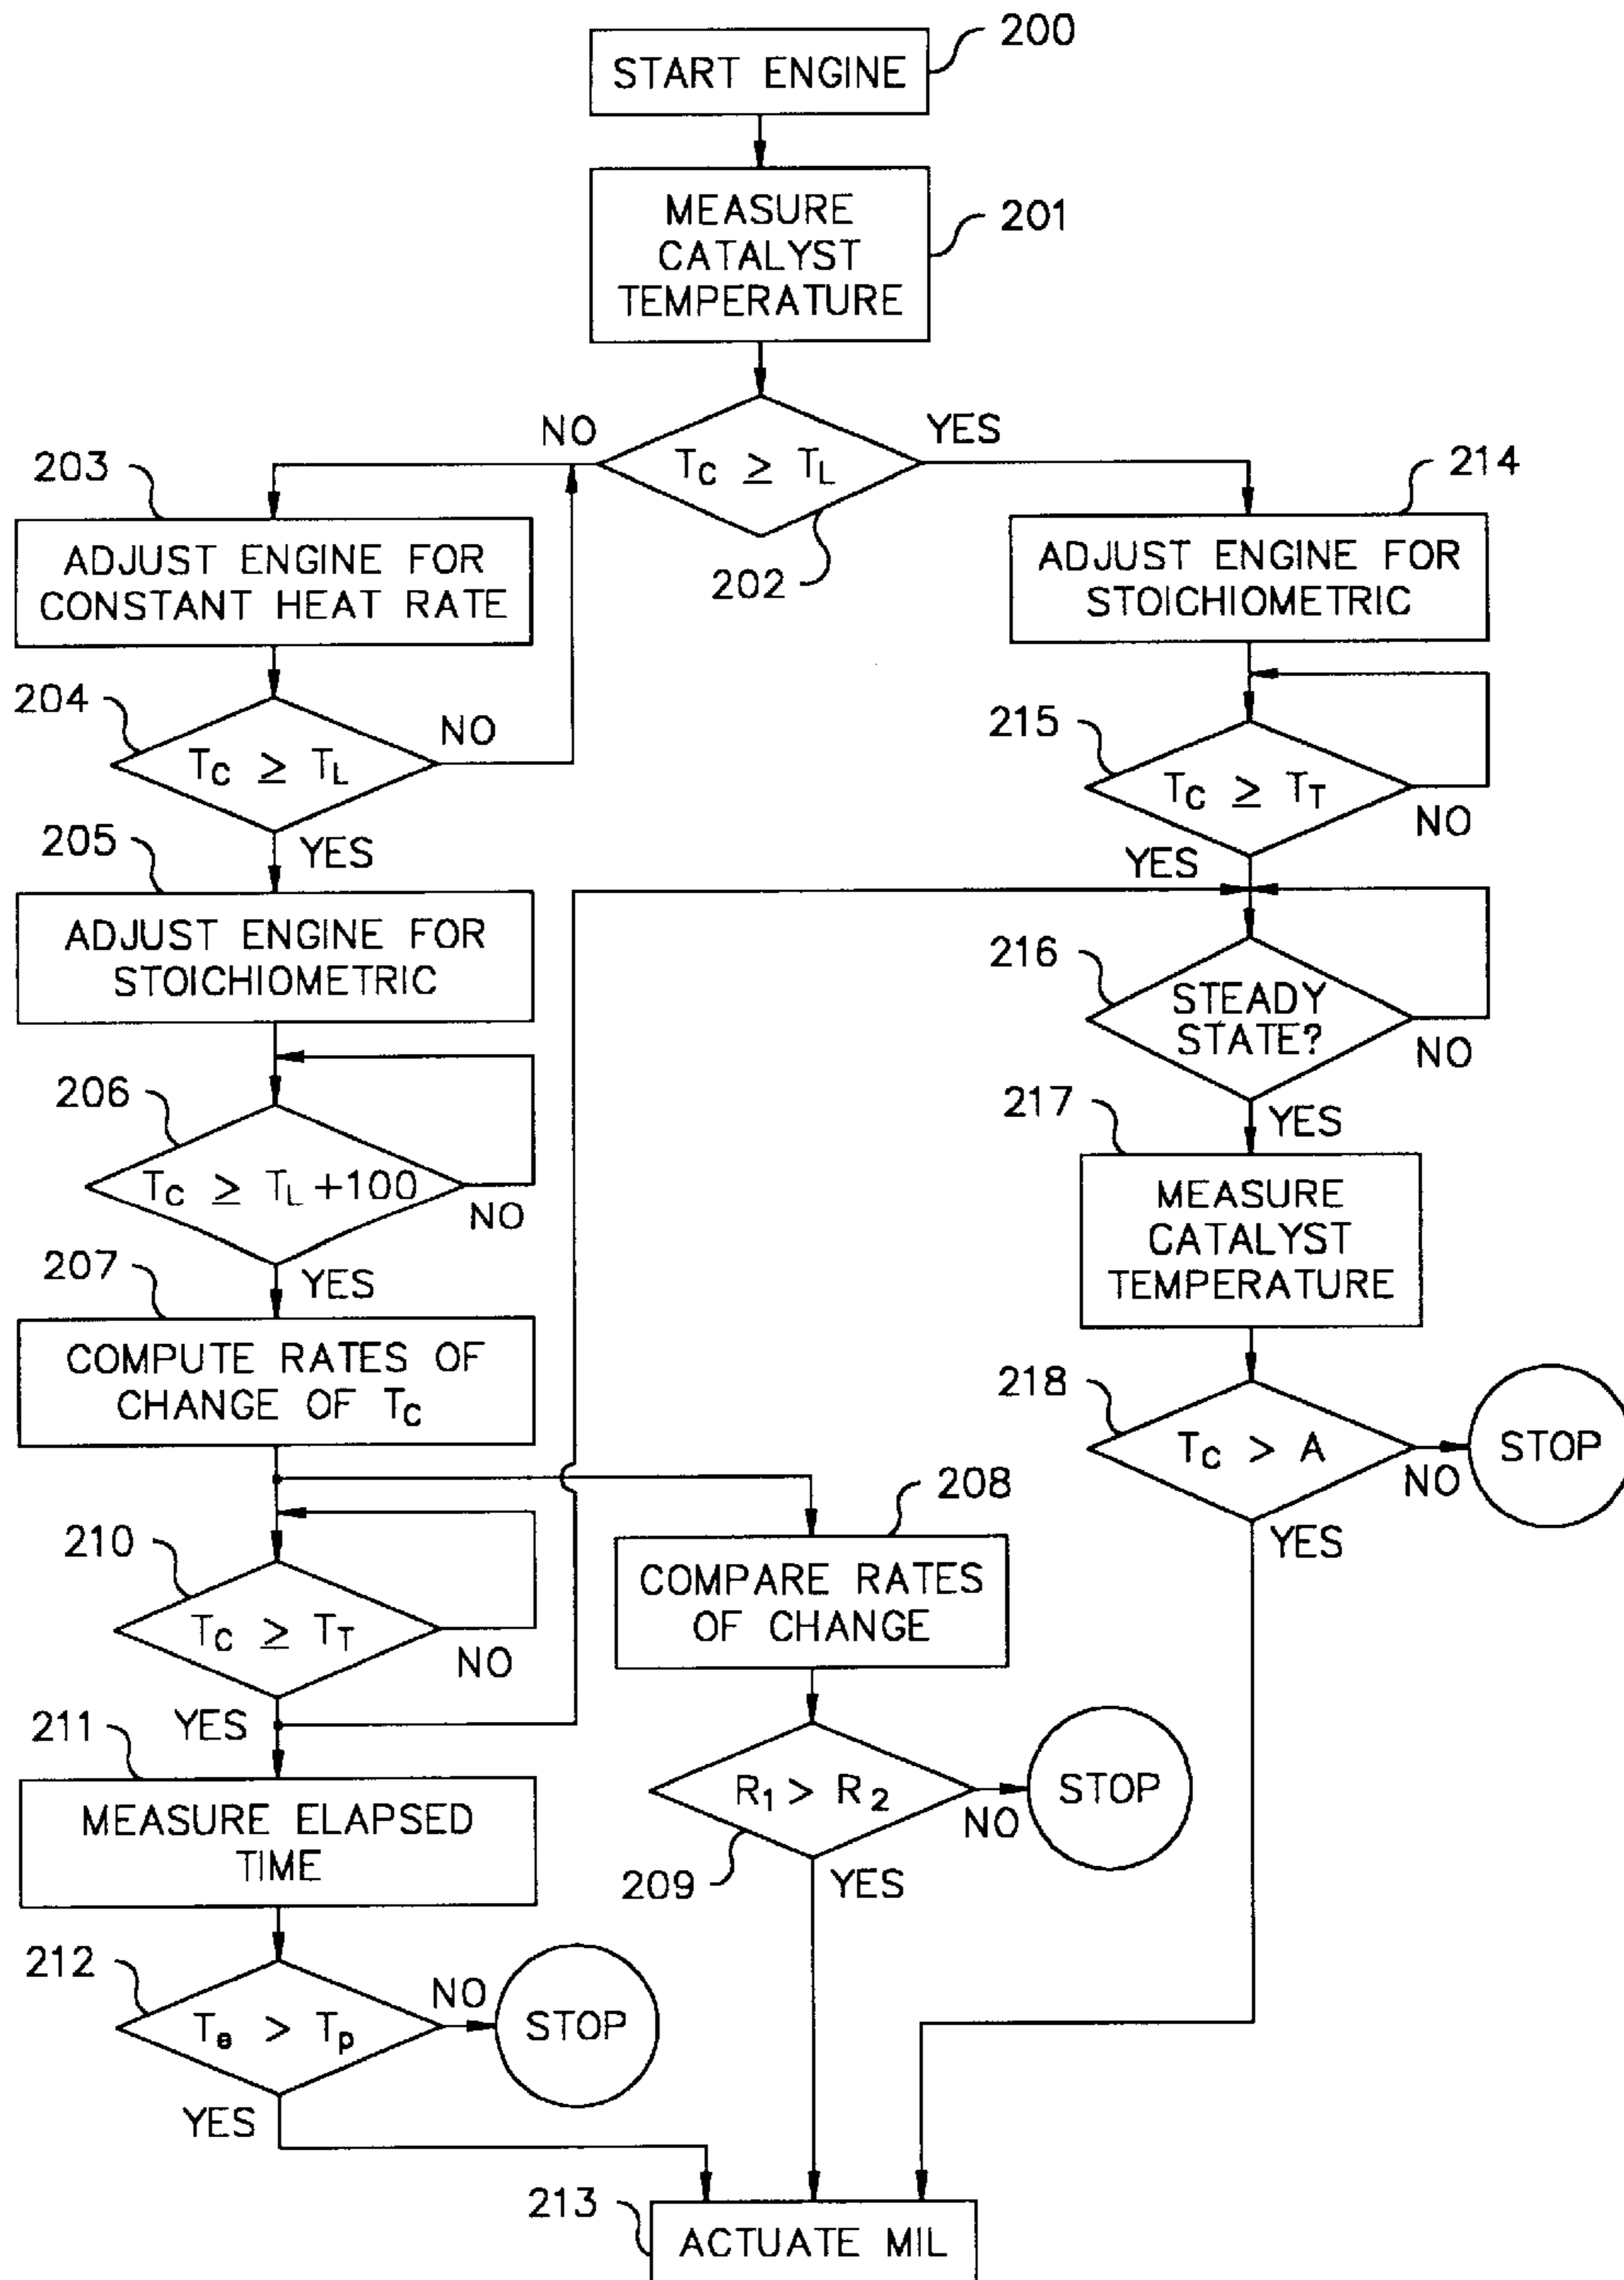 START ENGINE
200
MEASURE
CATALYST
TEMPERATURE
201
NO
YES
T_C ≥ T_L
202
203
ADJUST ENGINE FOR
CONSTANT HEAT RATE
214
ADJUST ENGINE FOR
STOICHIOMETRIC
204
T_C ≥ T_L
NO
YES
215
T_C ≥ T_T
NO
YES
205
ADJUST ENGINE FOR
STOICHIOMETRIC
216
STEADY
STATE?
NO
YES
206
T_C ≥ T_L +100
NO
YES
217
MEASURE
CATALYST
TEMPERATURE
207
COMPUTE RATES OF
CHANGE OF T_C
218
T_C > A
NO
STOP
YES
208
COMPARE RATES
OF CHANGE
210
T_C ≥ T_T
NO
YES
211
MEASURE ELAPSED
TIME
R_1 > R_2
NO
STOP
209
YES
212
T_e > T_p
NO
STOP
YES
213
ACTUATE MIL